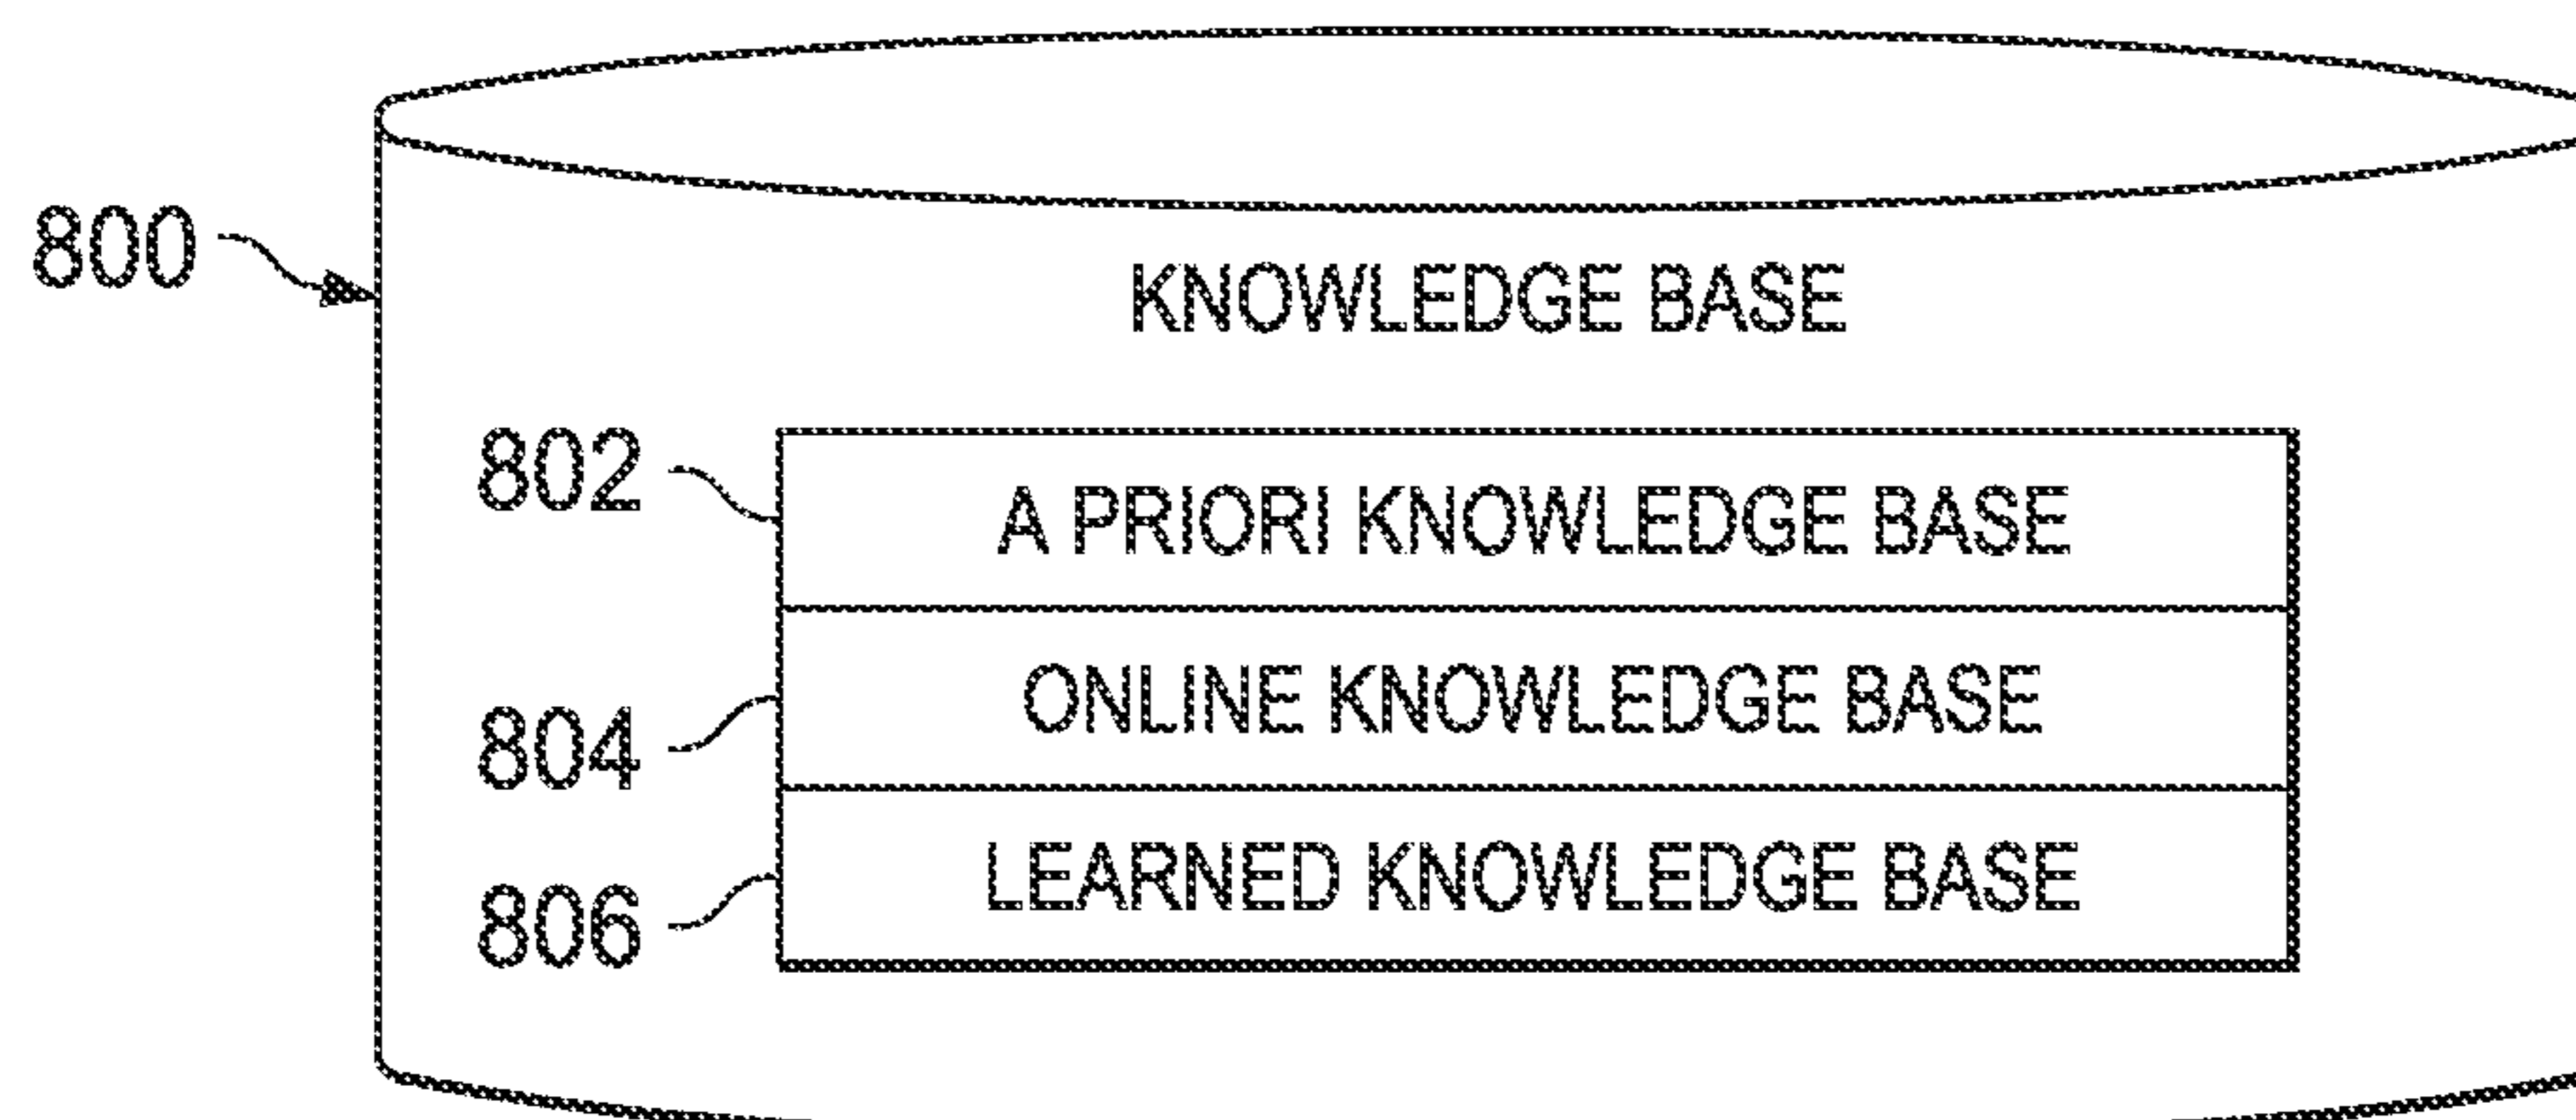 800
KNOWLEDGE BASE
802
A PRIORI KNOWLEDGE BASE
804
ONLINE KNOWLEDGE BASE
806
LEARNED KNOWLEDGE BASE